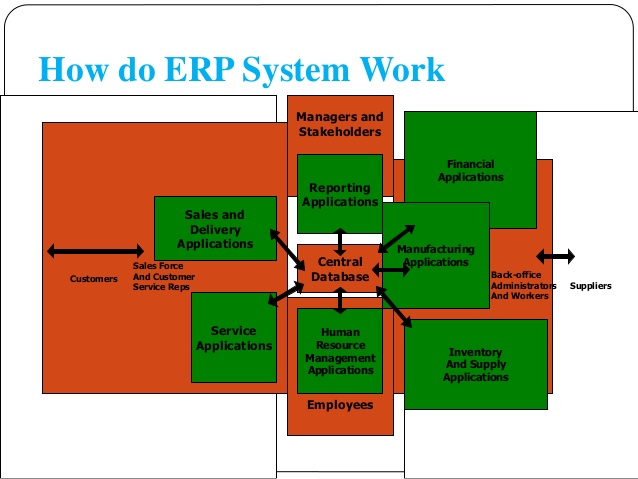 How do ERP System Work
Managers and
Stakeholders
Reporting
Applications
Financial
Applications
Sales and
Delivery
Applications
Manufacturing
Applications
Central
Database
Customers
Sales Force
And Customer
Service Reps
Back-office
Administrators
And Workers
Suppliers
Service
Applications
Human
Resource
Management
Applications
Inventory
And Supply
Applications
Employees